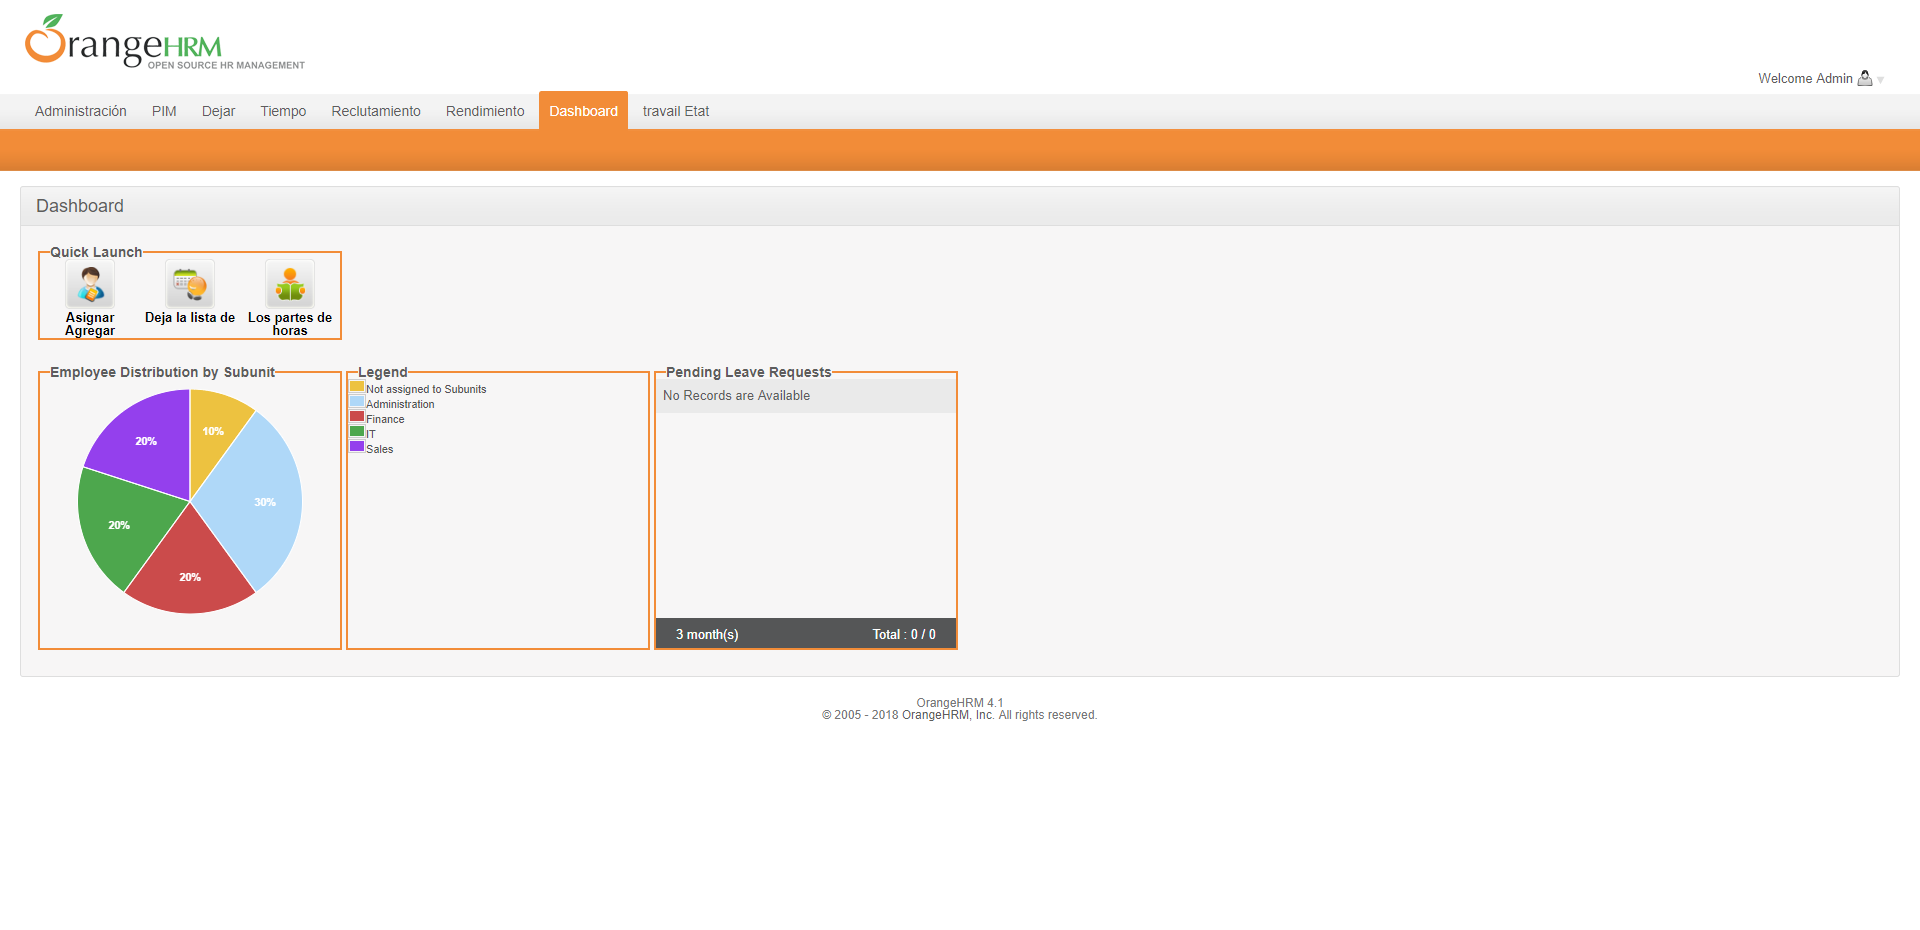 OrangeHRM
OPEN SOURCE HR MANAGEMENT
Welcome Admin
Administración PIM Dejar Tiempo Reclutamiento Rendimiento Dashboard travail Etat
Dashboard
Quick Launch
Asignar
Agregar
Deja la lista de
Los partes de
horas
Employee Distribution by Subunit
10%
30%
20%
20%
20%
Legend
Not assigned to Subunits
Administration
Finance
IT
Sales
Pending Leave Requests
No Records are Available
3 month(s) Total : 0 / 0
OrangeHRM 4.1
© 2005 - 2018 OrangeHRM, Inc. All rights reserved.